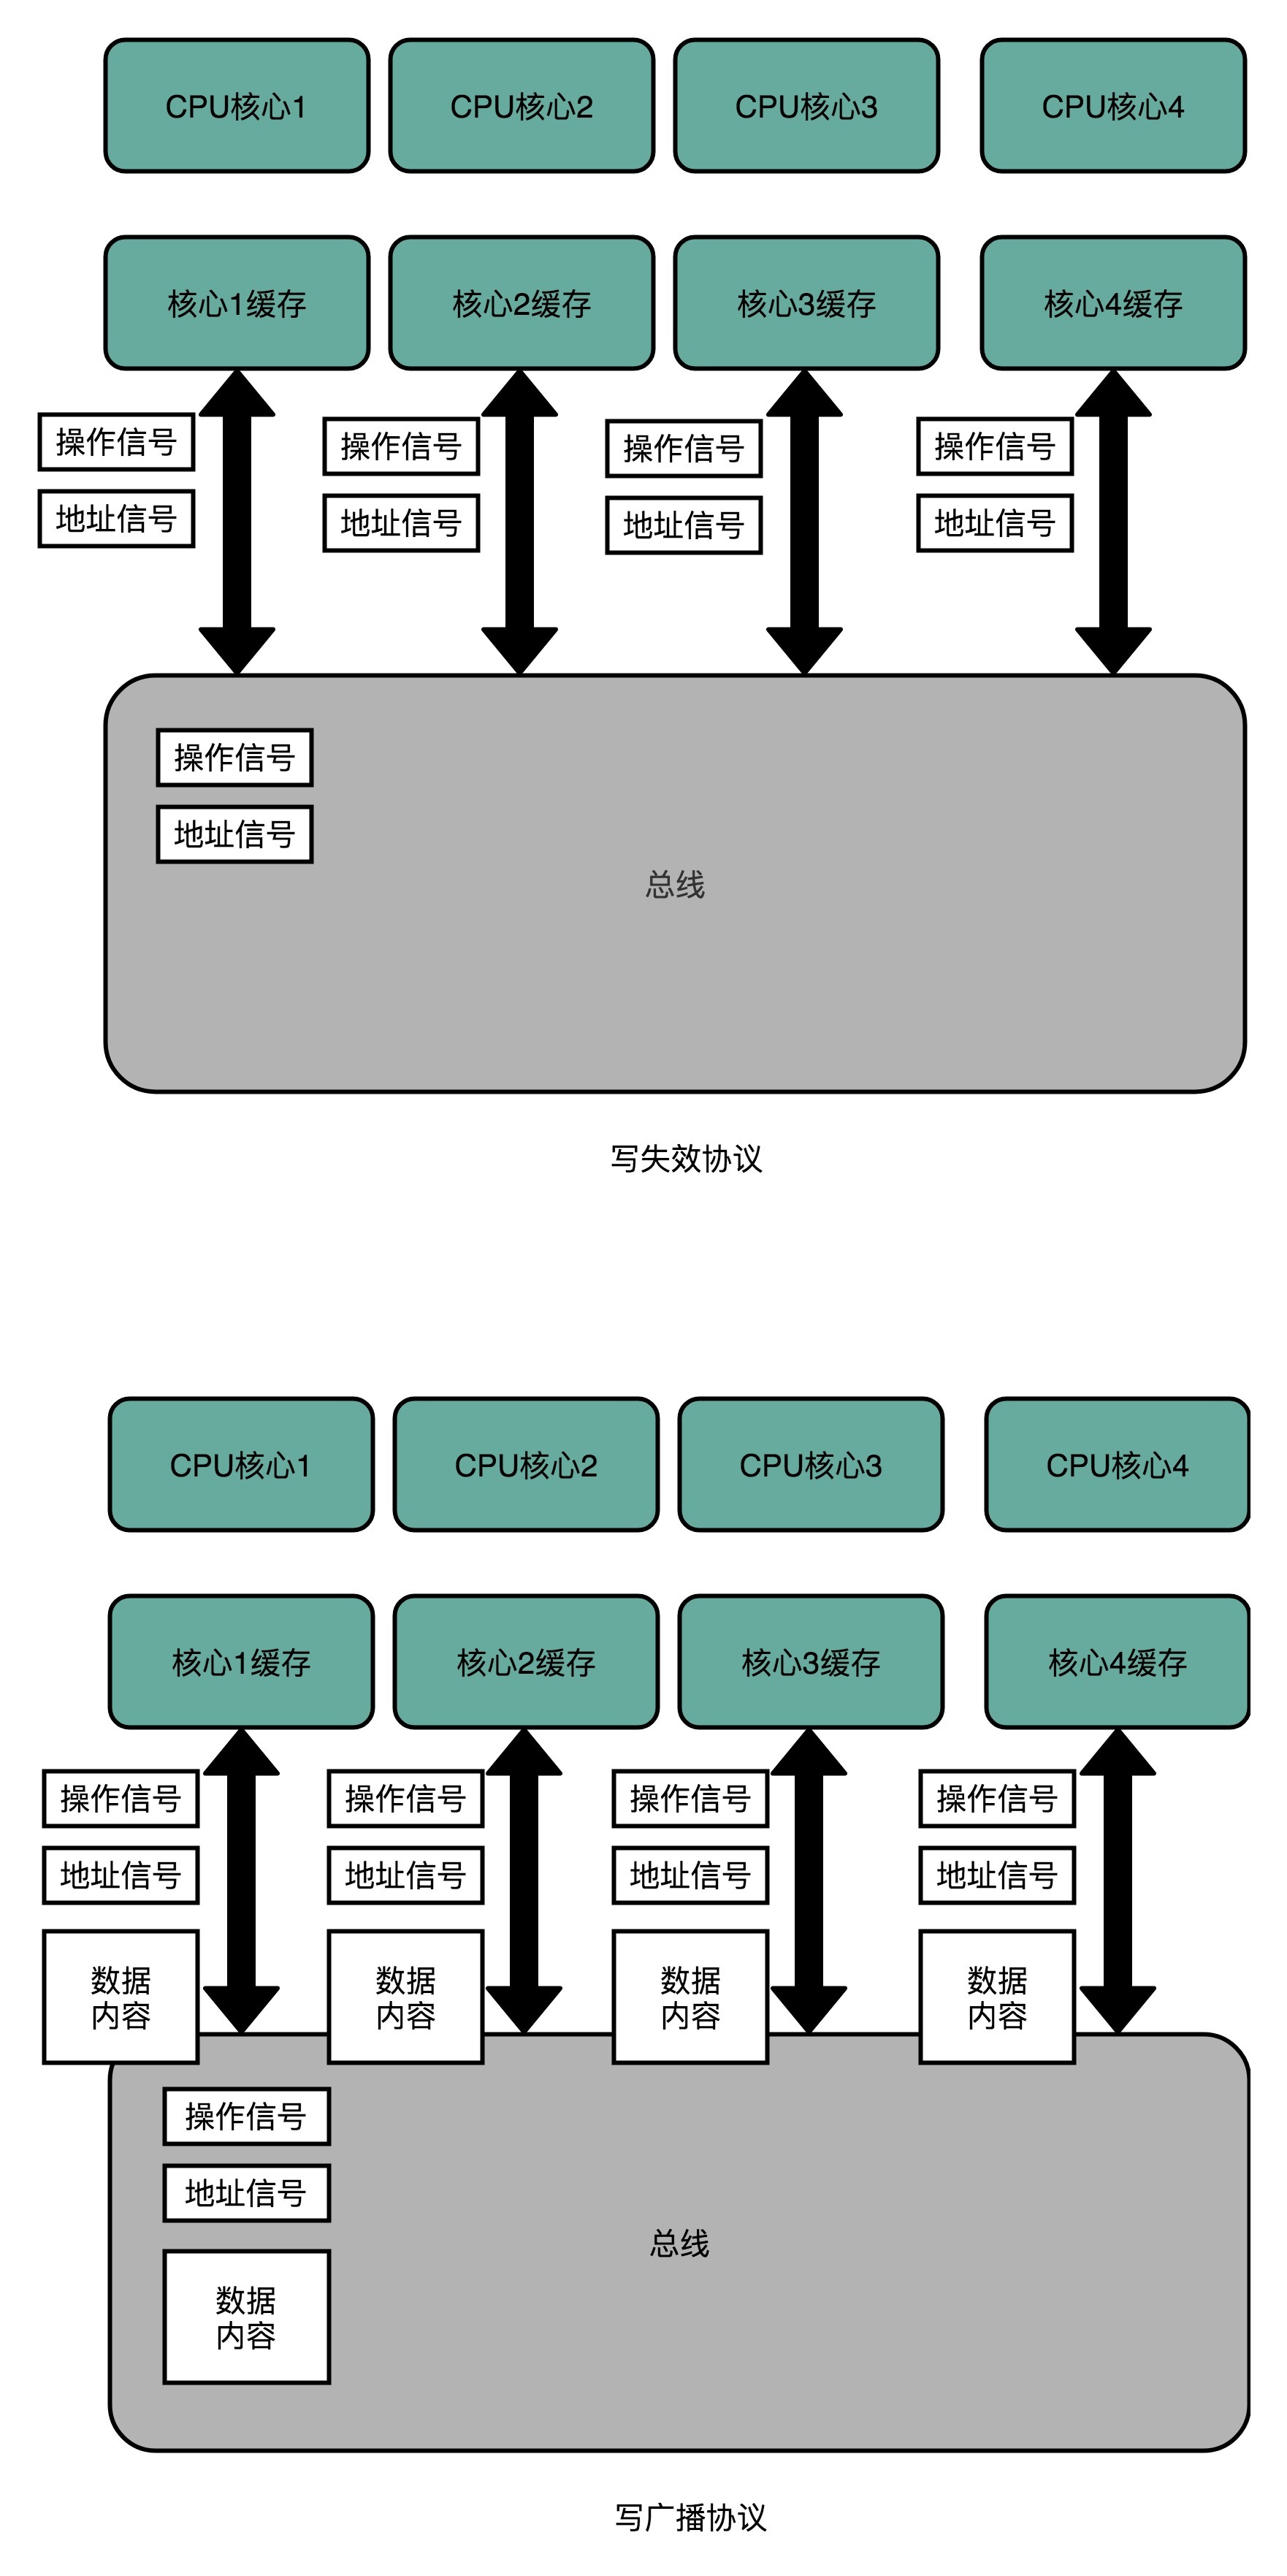 CPU核心1
CPU核心2
CPU核心3
CPU核心4
核心1缓存
核心2缓存
核心3缓存
核心4缓存
操作信号
操作信号
操作信号
操作信号
地址信号
地址信号
地址信号
地址信号
操作信号
地址信号
总线
写失效协议
CPU核心1
CPU核心2
CPU核心3
CPU核心4
核心1缓存
核心2缓存
核心3缓存
核心4缓存
操作信号
操作信号
操作信号
操作信号
地址信号
地址信号
地址信号
地址信号
数据
内容
数据
内容
数据
内容
数据
内容
操作信号
地址信号
总线
数据
内容
写广播协议